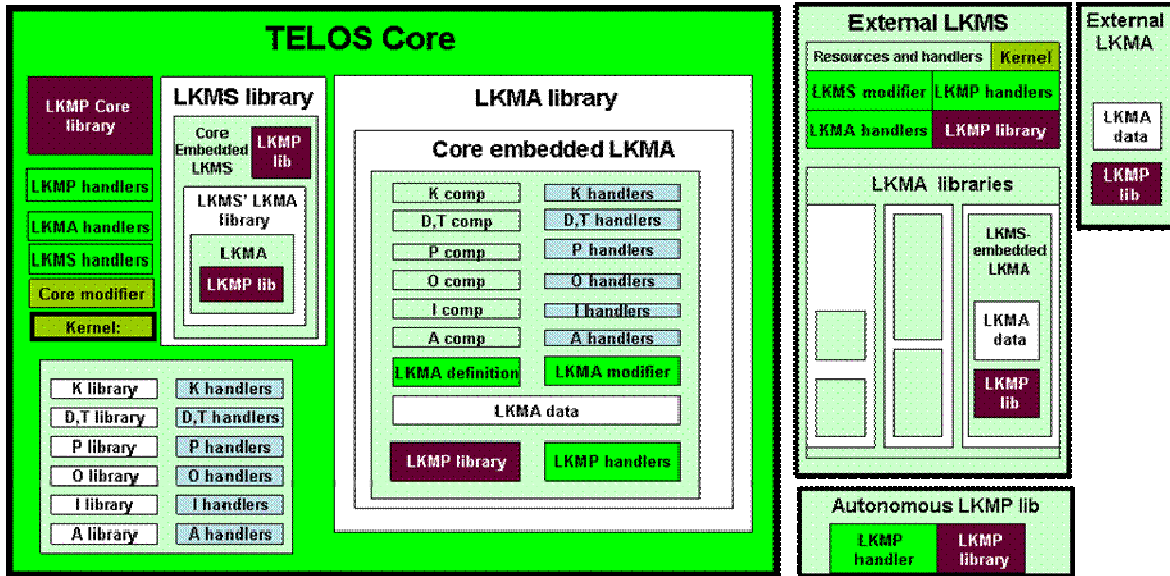 TELOS Core
LKMP Core
library
LKMP handlers
LKMA handlers
LKMS handlers
Core modifier
Kernel:
LKMS library
Core
Embedded
LKMS
LKMP
lib
LKMS' LKMA
library
LKMA
LKMP lib
K library
K handlers
D,T library
D,T handlers
P library
P handlers
O library
O handlers
I library
I handlers
A library
A handlers
LKMA library
Core embedded LKMA
K comp
K handlers
D,T comp
D,T handlers
P comp
P handlers
O comp
O handlers
I comp
I handlers
A comp
A handlers
LKMA definition
LKMA modifier
LKMA data
LKMP library
LKMP handlers
External LKMS
Resources and handlers
Kernel
LKMS modifier
LKMP handlers
LKMA handlers
LKMP library
LKMA libraries
LKMS-
embedded
LKMA
LKMA
data
LKMP
lib
External
LKMA
LKMA
data
LKMP
lib
Autonomous LKMP lib
LKMP
handler
LKMP
library